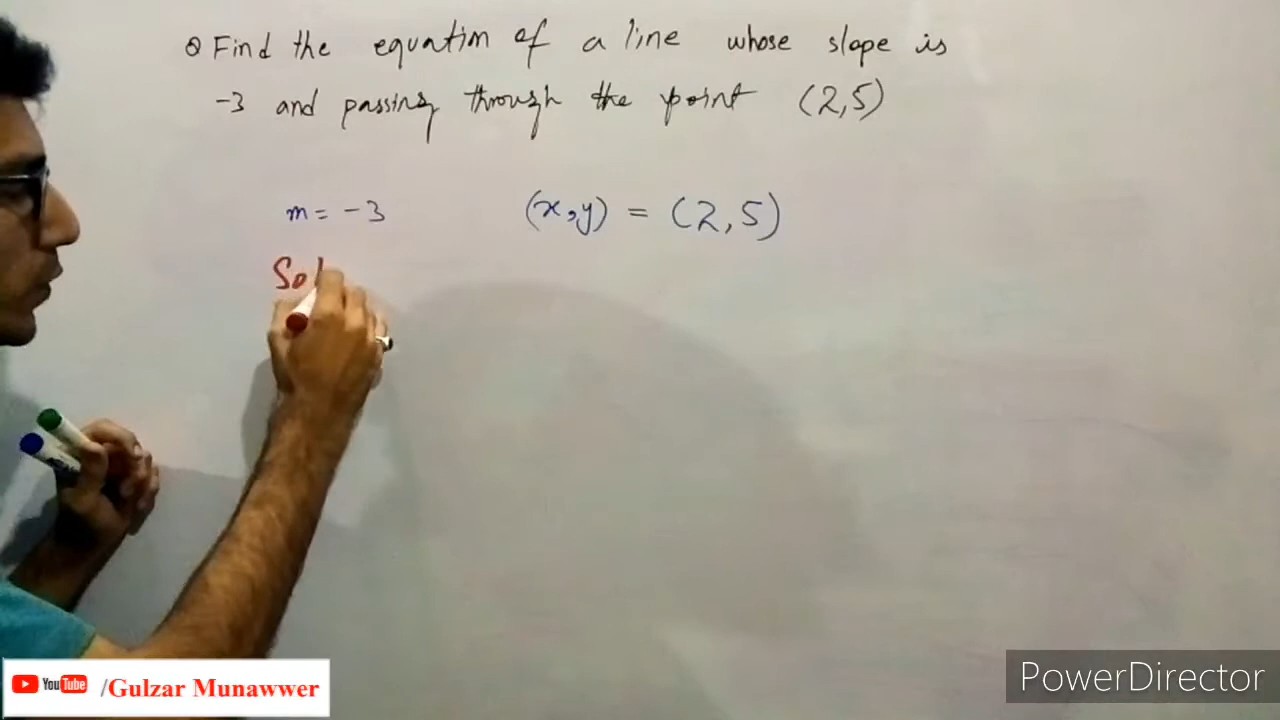 Q Find the equation of a line whose slope is
-3 and passing through the point (2,5)
m = -3 (x,y) = (2,5)
Sol
YouTube /Gulzar Munawwer
PowerDirector